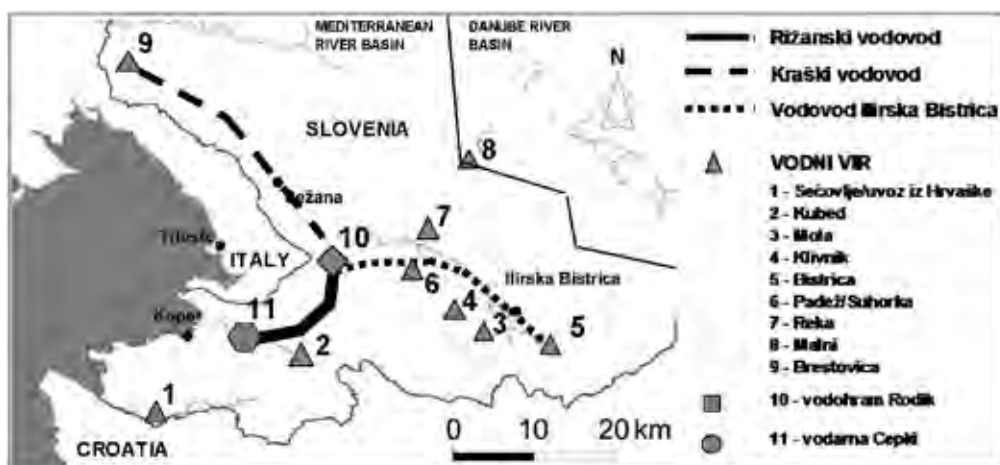 MEDITERRANEAN
RIVER BASIN
DANUBE RIVER
BASIN
N
SLOVENIA
ITALY
CROATIA
Ilirska Bistrica
Koper
9
8
7
10
6
11
4
3
5
2
1
0 10 20 km
Rižanski vodovod
Kraški vodovod
Vodovod Ilirska Bistrica
VODNI VIR
1 - Sečovlje/uvoz iz Hrvaške
2 - Kubed
3 - Mola
4 - Klivnik
5 - Bistrica
6 - Padež/Suhorka
7 - Reka
8 - Malni
9 - Brestovica
10 - vodohram Rodik
11 - vodarna Cepki